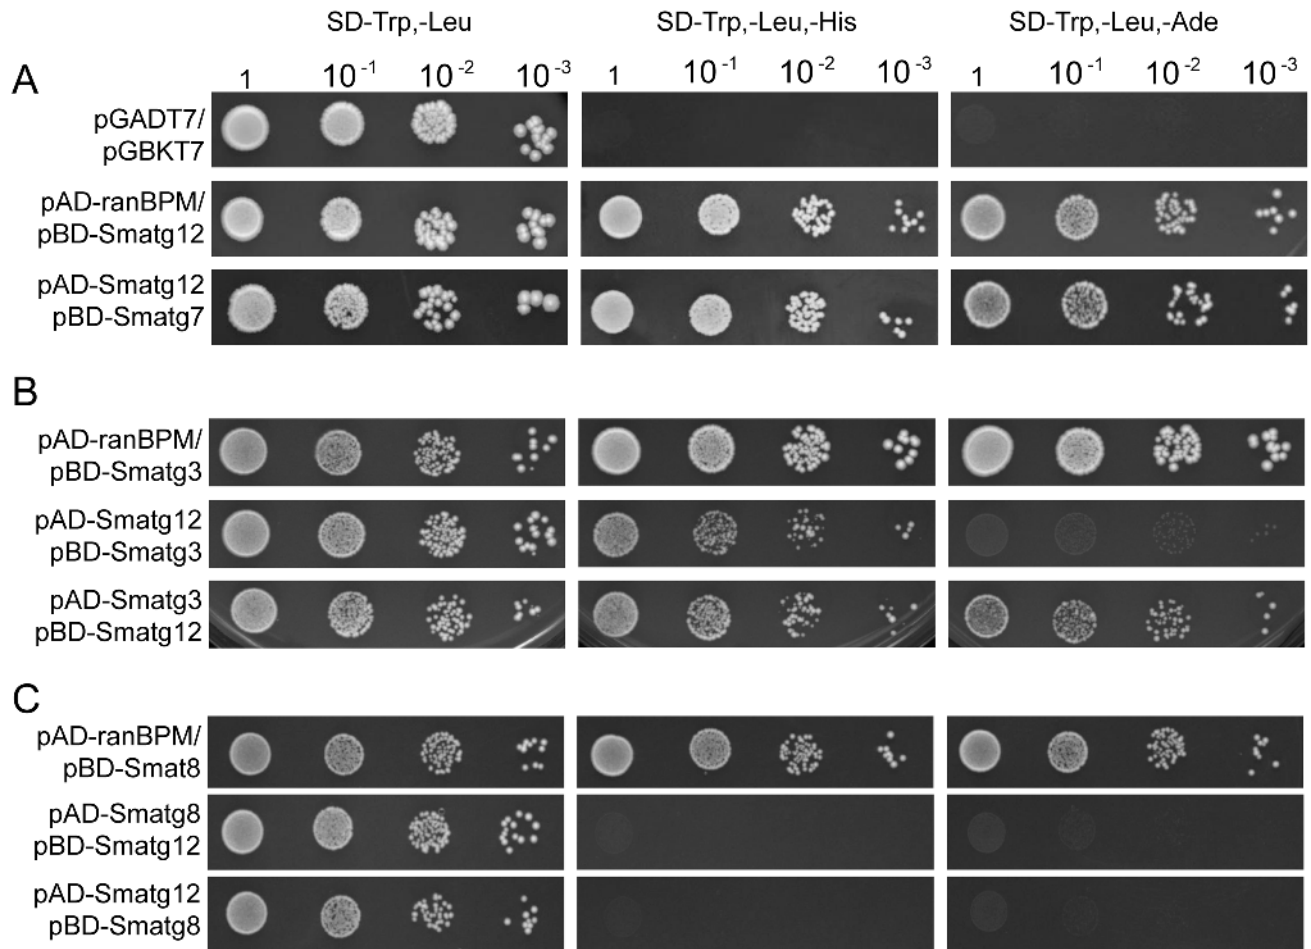 SD-Trp,-Leu SD-Trp,-Leu,-His SD-Trp,-Leu,-Ade
1 10⁻¹ 10⁻² 10⁻³ 1 10⁻¹ 10⁻² 10⁻³ 1 10⁻¹ 10⁻² 10⁻³
A
pGADT7/
pGBKT7
pAD-ranBPM/
pBD-Smatg12
pAD-Smatg12
pBD-Smatg7
B
pAD-ranBPM/
pBD-Smatg3
pAD-Smatg12
pBD-Smatg3
pAD-Smatg3
pBD-Smatg12
C
pAD-ranBPM/
pBD-Smat8
pAD-Smatg8
pBD-Smatg12
pAD-Smatg12
pBD-Smatg8